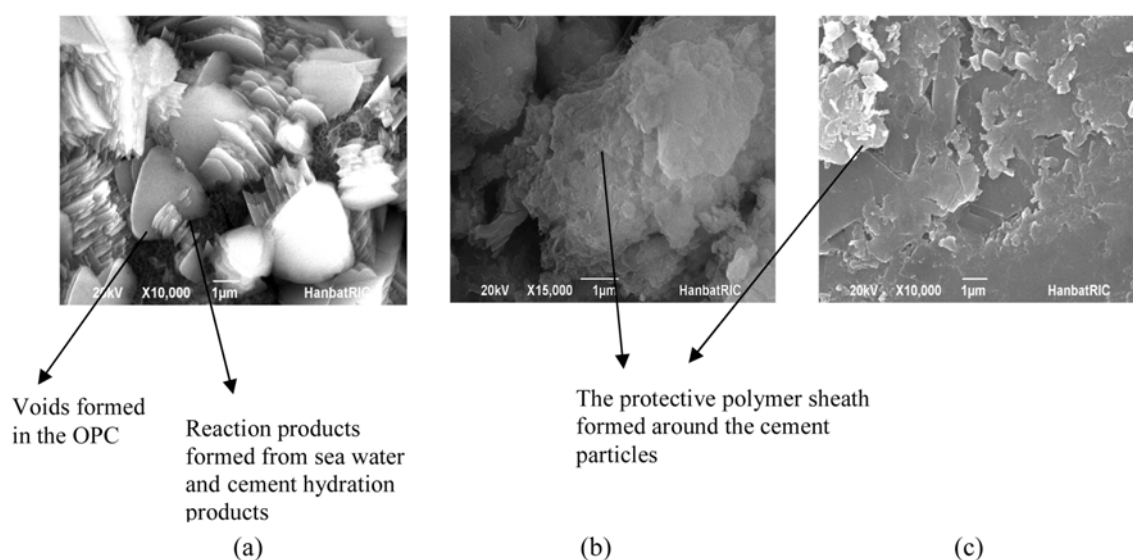 20kV X10,000 1μm HanbatRIC
20kV X15,000 1μm HanbatRIC
20kV X10,000 1μm HanbatRIC
Voids formed
in the OPC
Reaction products
formed from sea water
and cement hydration
products
The protective polymer sheath
formed around the cement
particles
(a)
(b)
(c)